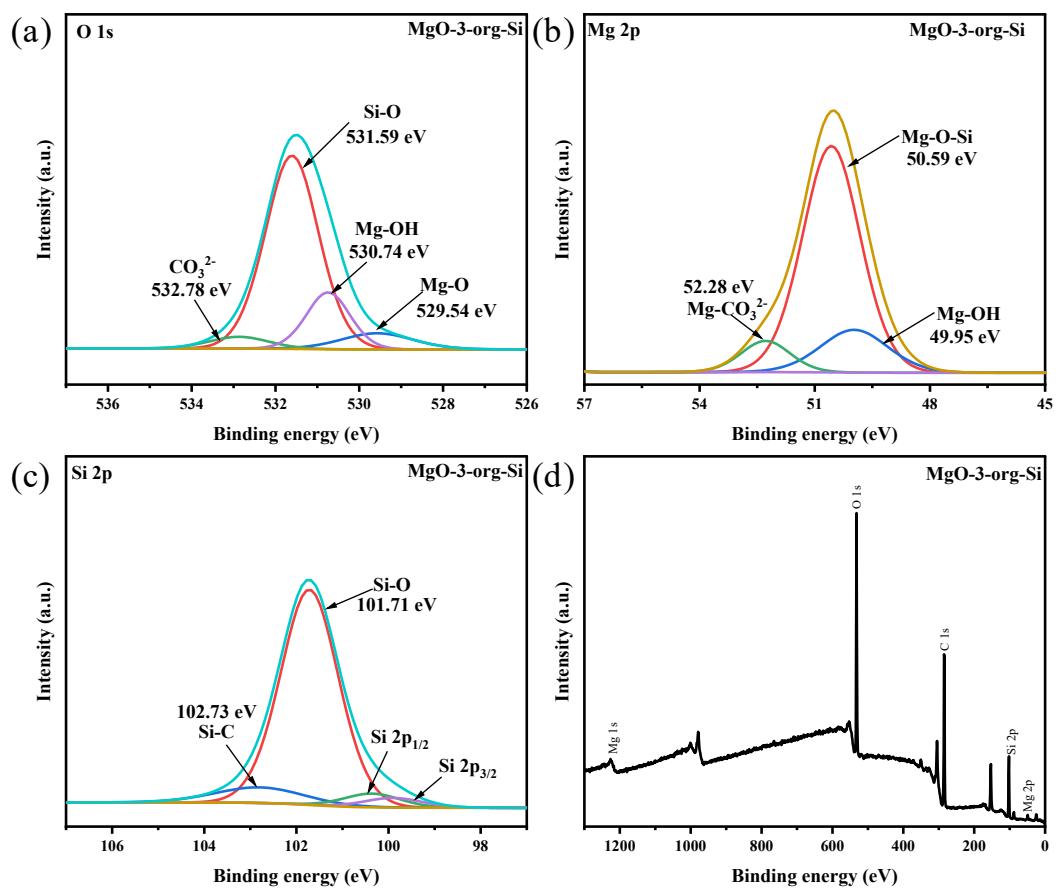 (a)
O 1s
MgO-3-org-Si
Si-O
531.59 eV
Mg-OH
530.74 eV
CO₃²⁻
532.78 eV
Mg-O
529.54 eV
Intensity (a.u.)
536 534 532 530 528 526
Binding energy (eV)
(b)
Mg 2p
MgO-3-org-Si
Mg-O-Si
50.59 eV
52.28 eV
Mg-CO₃²⁻
Mg-OH
49.95 eV
Intensity (a.u.)
57 54 51 48 45
Binding energy (eV)
(c)
Si 2p
MgO-3-org-Si
Si-O
101.71 eV
102.73 eV
Si-C
Si 2p₁/₂
Si 2p₃/₂
Intensity (a.u.)
106 104 102 100 98
Binding energy (eV)
(d)
MgO-3-org-Si
O 1s
C 1s
Mg 1s
Si 2p
Mg 2p
Intensity (a.u.)
1200 1000 800 600 400 200 0
Binding energy (eV)